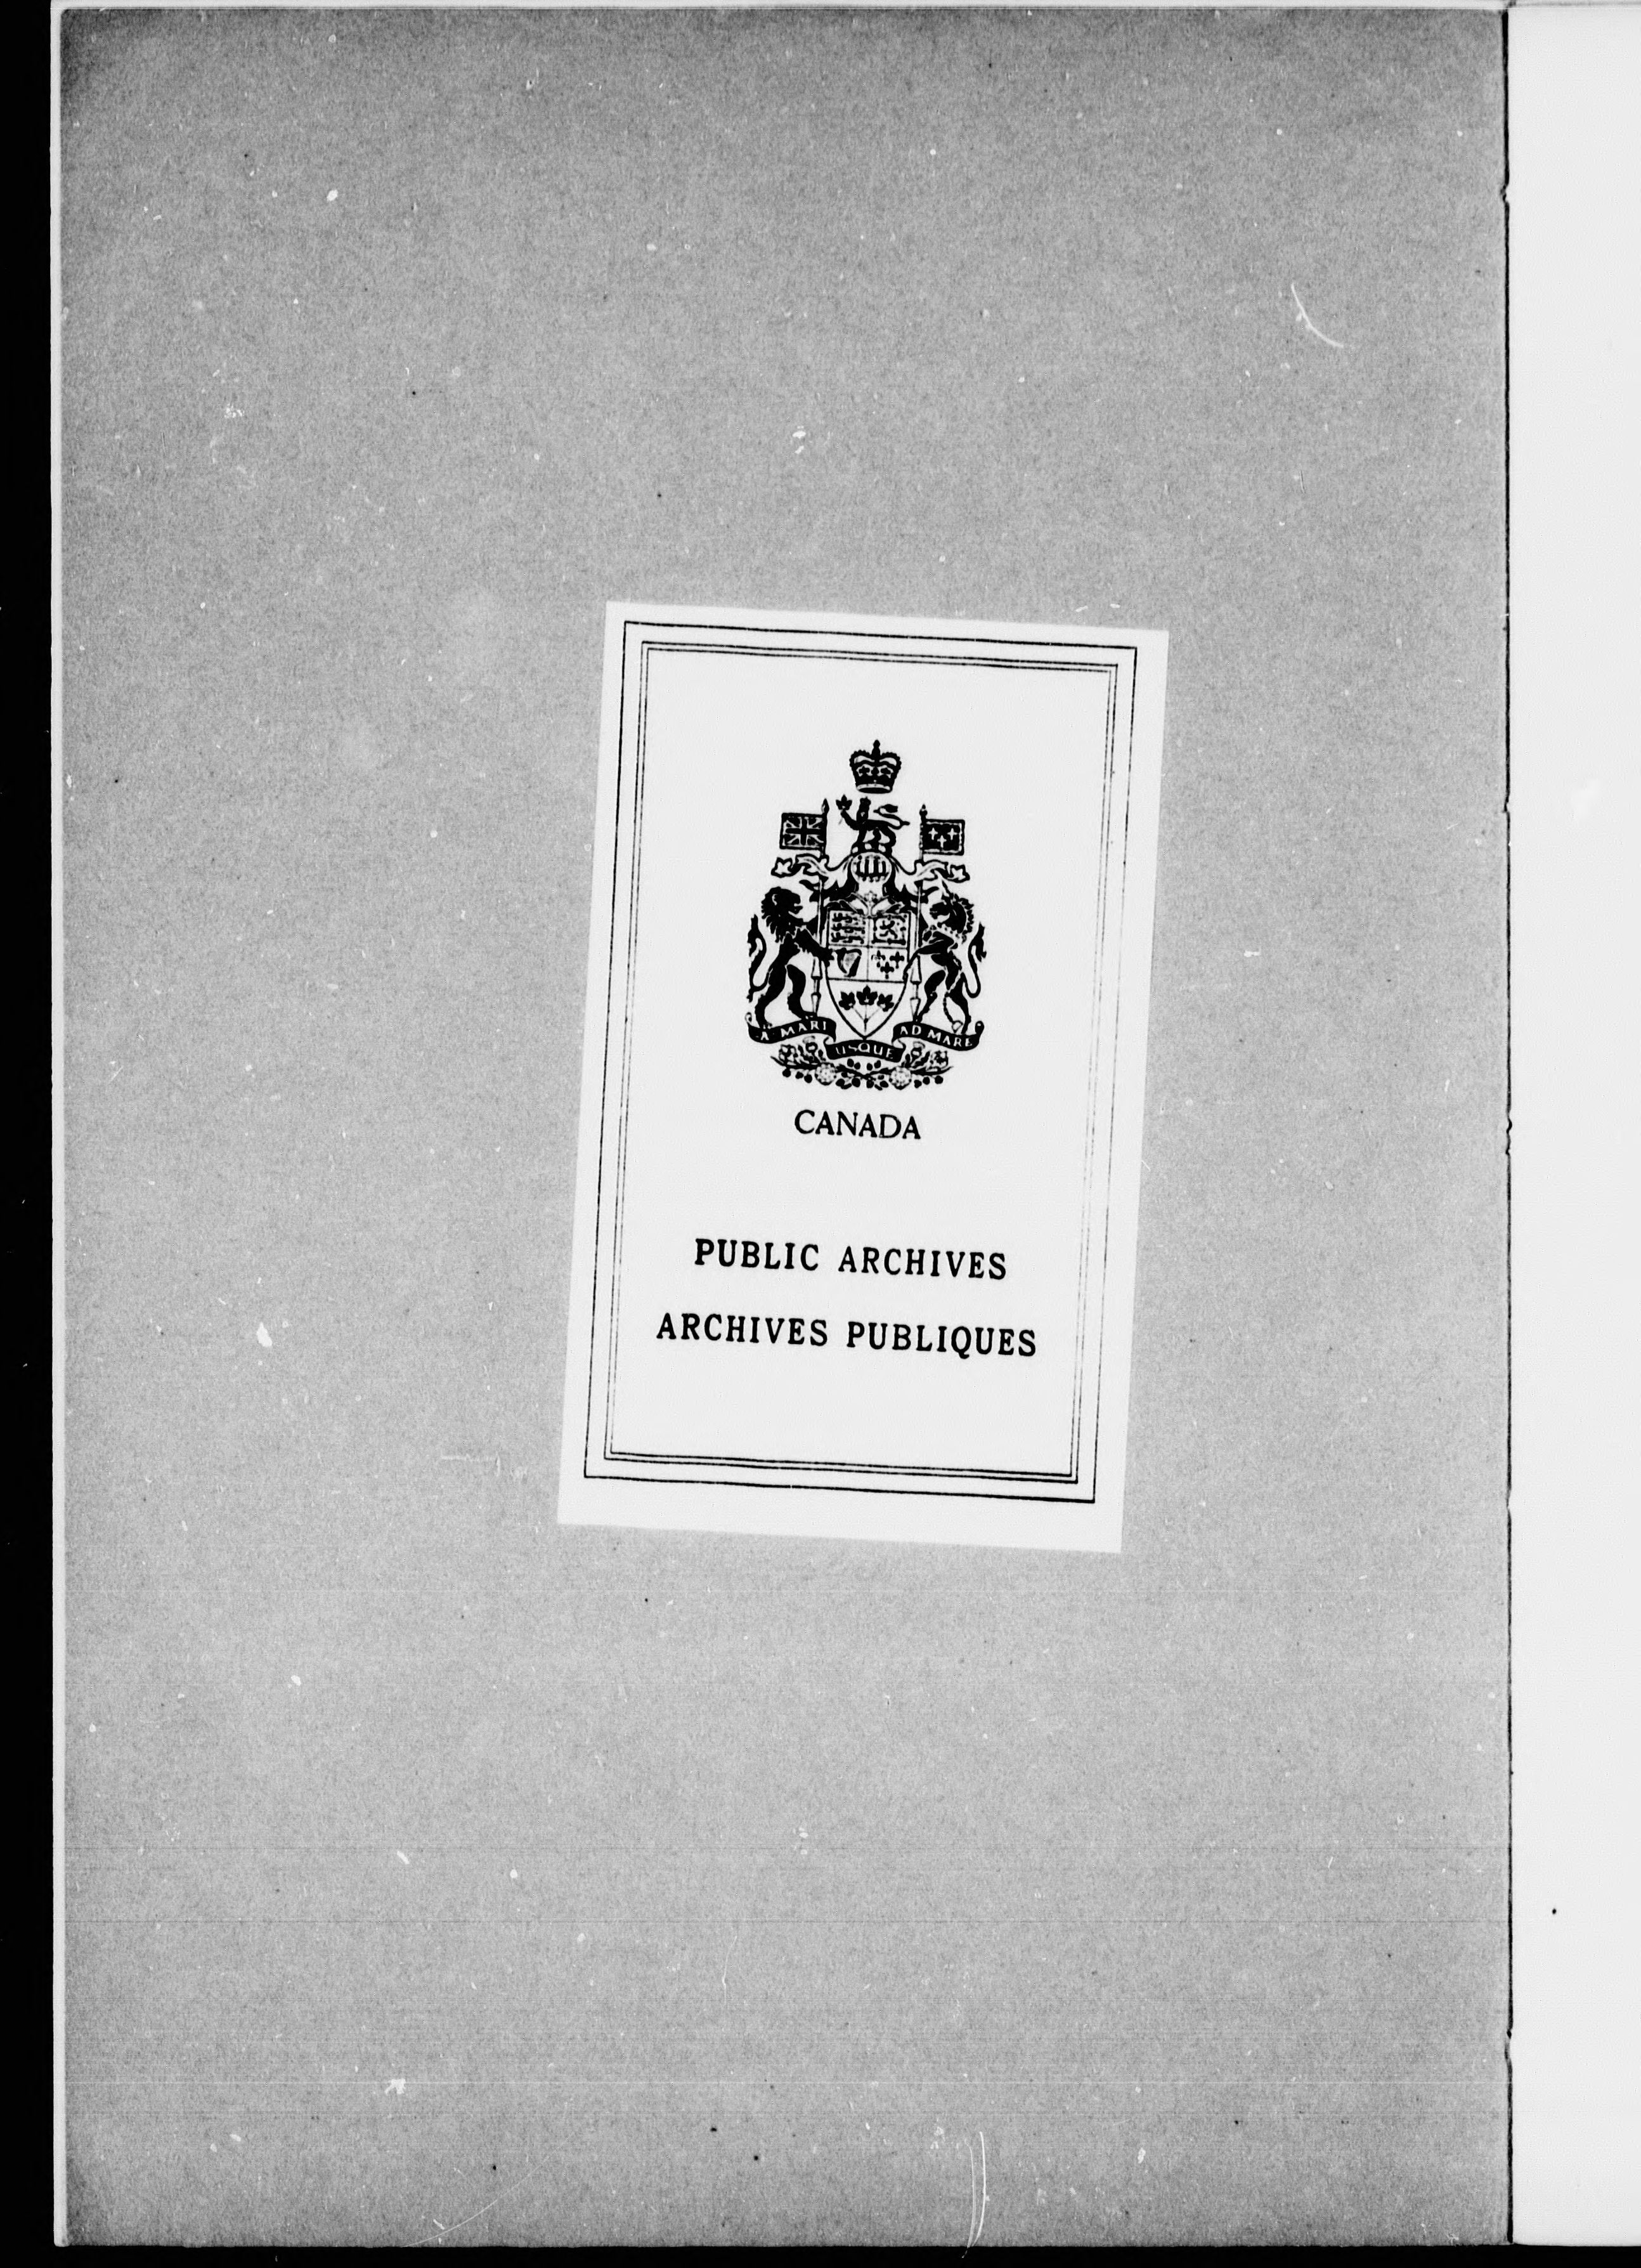 A MARI USQUE AD MARE
CANADA
PUBLIC ARCHIVES
ARCHIVES PUBLIQUES